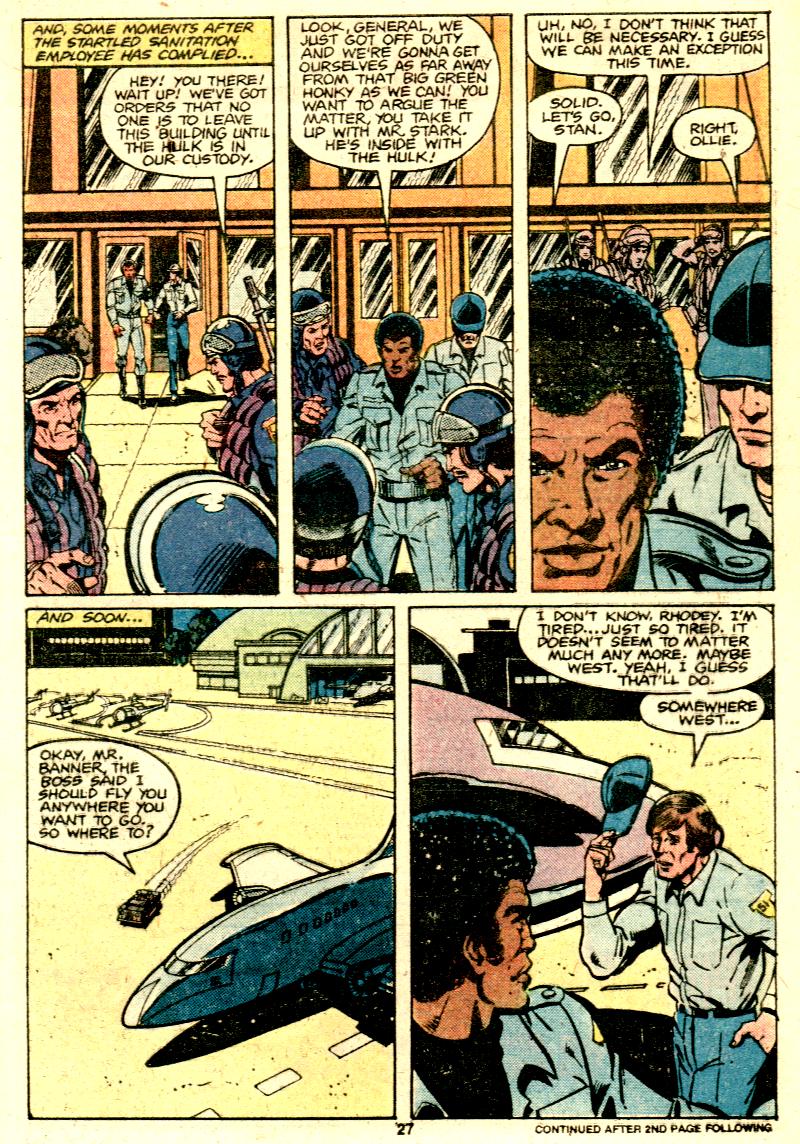 AND, SOME MOMENTS AFTER
THE STARTLED SANITATION
EMPLOYEE HAS COMPLIED...
HEY! YOU THERE!
WAIT UP! WE'VE GOT
ORDERS THAT NO
ONE IS TO LEAVE
THIS BUILDING UNTIL
THE HULK IS IN
OUR CUSTODY.
LOOK, GENERAL, WE
JUST GOT OFF DUTY
AND WE'RE GONNA GET
OURSELVES AS FAR AWAY
FROM THAT BIG GREEN
HONKY AS WE CAN! YOU
WANT TO ARGUE THE
MATTER, YOU TAKE IT
UP WITH MR. STARK.
HE'S INSIDE WITH
THE HULK!
UH, NO, I DON'T THINK THAT
WILL BE NECESSARY. I GUESS
WE CAN MAKE AN EXCEPTION
THIS TIME.
SOLID.
LET'S GO,
STAN.
RIGHT,
OLLIE.
AND SOON...
OKAY, MR.
BANNER, THE
BOSS SAID I
SHOULD FLY YOU
ANYWHERE YOU
WANT TO GO.
SO WHERE TO?
I DON'T KNOW, RHODEY. I'M
TIRED...JUST SO TIRED. IT
DOESN'T SEEM TO MATTER
MUCH ANY MORE. MAYBE
WEST. YEAH, I GUESS
THAT'LL DO.
SOMEWHERE
WEST...
27
CONTINUED AFTER 2ND PAGE FOLLOWING